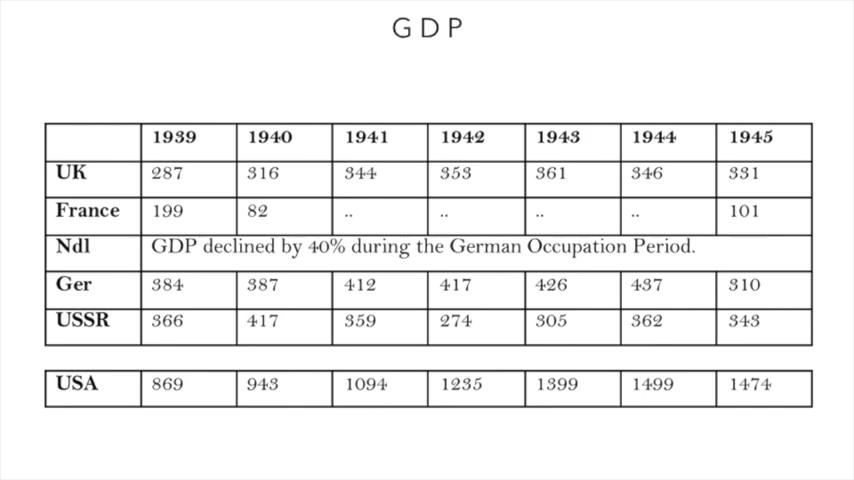 GDP
1939 1940 1941 1942 1943 1944 1945
UK 287 316 344 353 361 346 331
France 199 82 .. .. .. .. 101
Ndl GDP declined by 40% during the German Occupation Period.
Ger 384 387 412 417 426 437 310
USSR 366 417 359 274 305 362 343
USA 869 943 1094 1235 1399 1499 1474